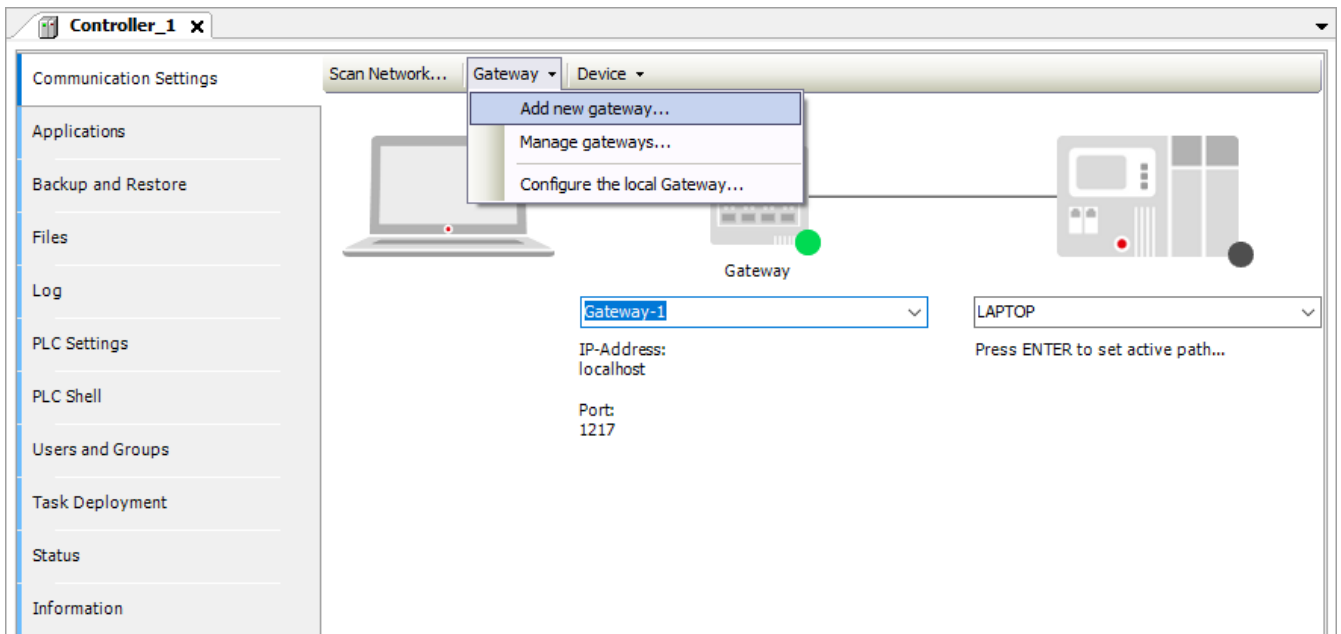 Controller_1
Communication Settings
Applications
Backup and Restore
Files
Log
PLC Settings
PLC Shell
Users and Groups
Task Deployment
Status
Information
Scan Network... Gateway Device
Add new gateway...
Manage gateways...
Configure the local Gateway...
Gateway
Gateway-1
IP-Address:
localhost
Port:
1217
LAPTOP
Press ENTER to set active path...